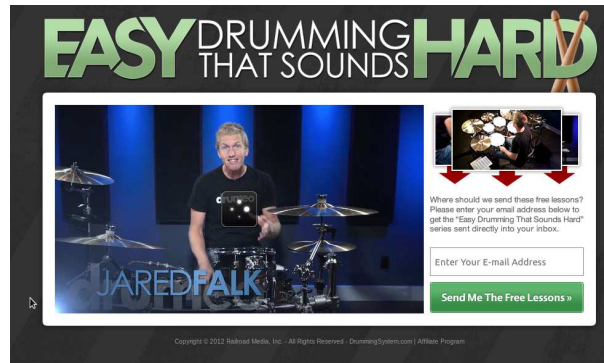 EASY DRUMMING THAT SOUNDS HARD
drumeo
JAREDFALK
drumeo
Where should we send these free lessons?
Please enter your email address below to
get the "Easy Drumming That Sounds Hard"
series sent directly into your inbox.
Enter Your E-mail Address
Send Me The Free Lessons »
Copyright © 2012 Railroad Media, Inc. - All Rights Reserved - DrummingSystem.com | Affiliate Program